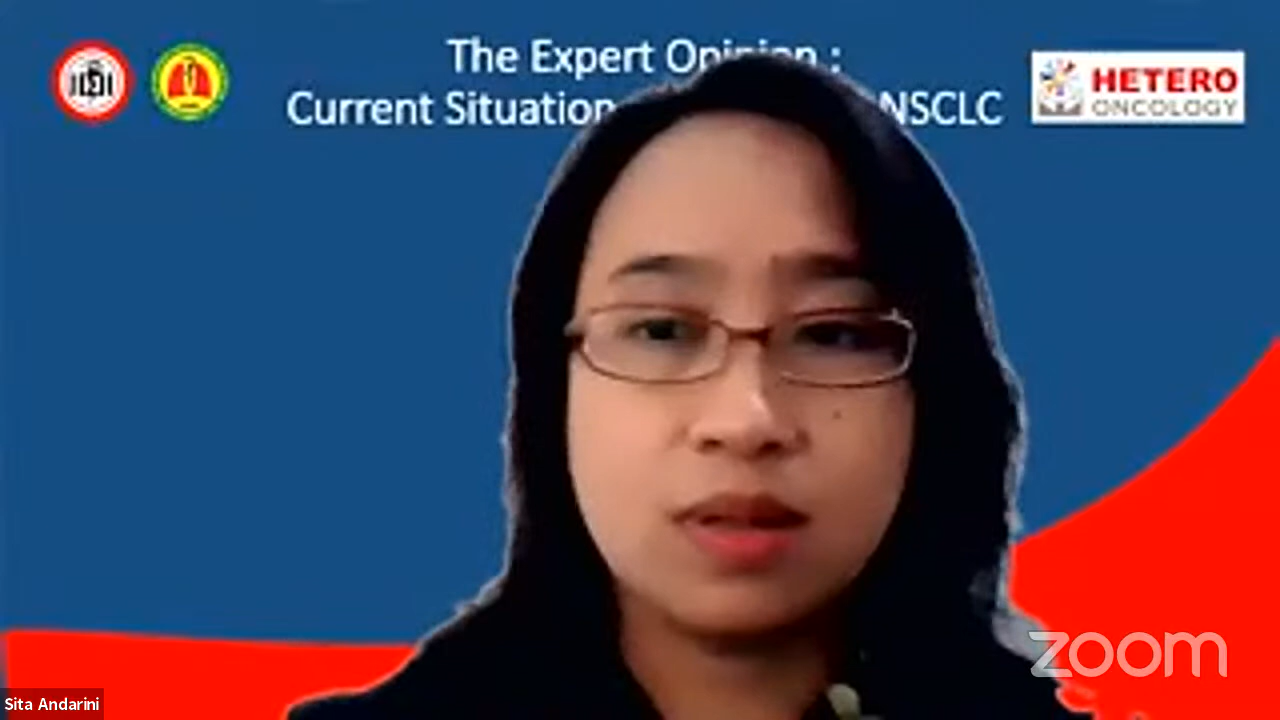 The Expert Opinion :
Current Situation NSCLC
HETERO
ONCOLOGY
zoom
Sita Andarini